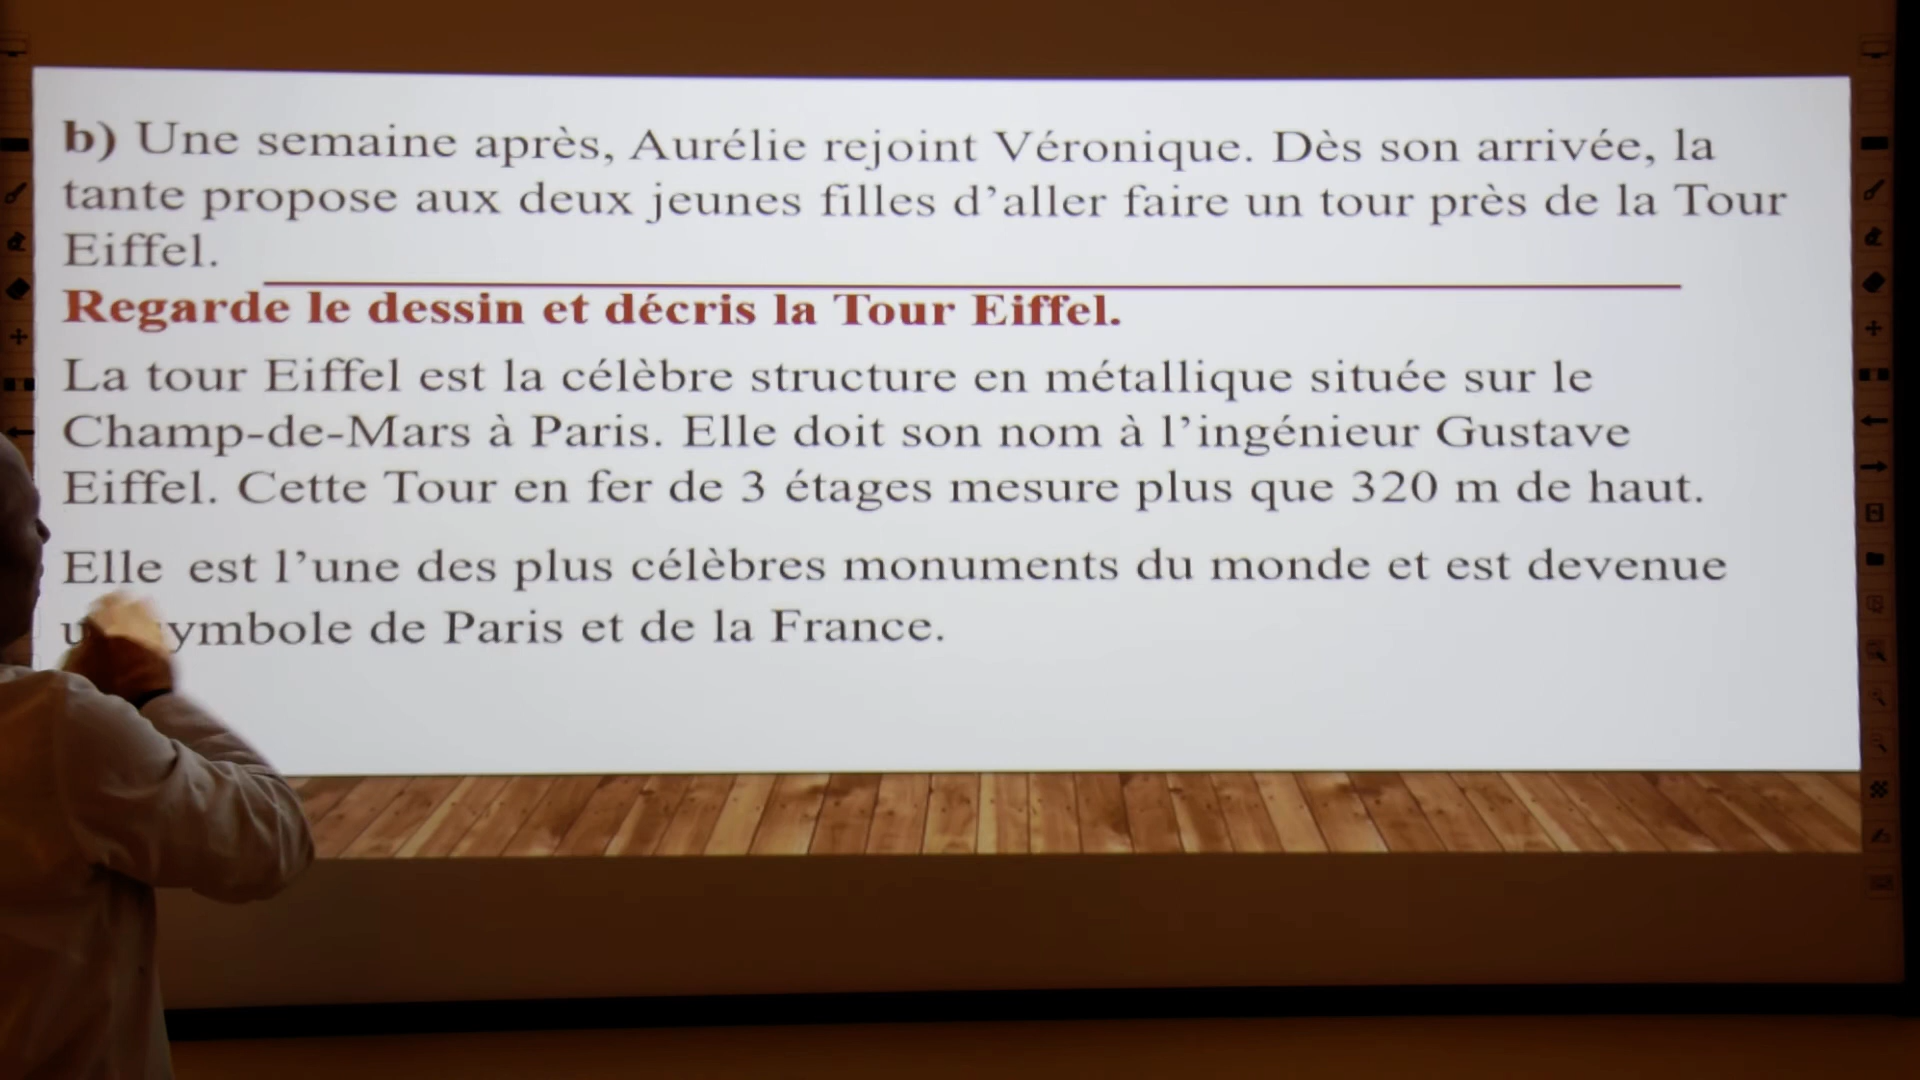 b) Une semaine après, Aurélie rejoint Véronique. Dès son arrivée, la
tante propose aux deux jeunes filles d’aller faire un tour près de la Tour
Eiffel.
Regarde le dessin et décris la Tour Eiffel.
La tour Eiffel est la célèbre structure en métallique située sur le
Champ-de-Mars à Paris. Elle doit son nom à l’ingénieur Gustave
Eiffel. Cette Tour en fer de 3 étages mesure plus que 320 m de haut.
Elle est l’une des plus célèbres monuments du monde et est devenue
ymbole de Paris et de la France.